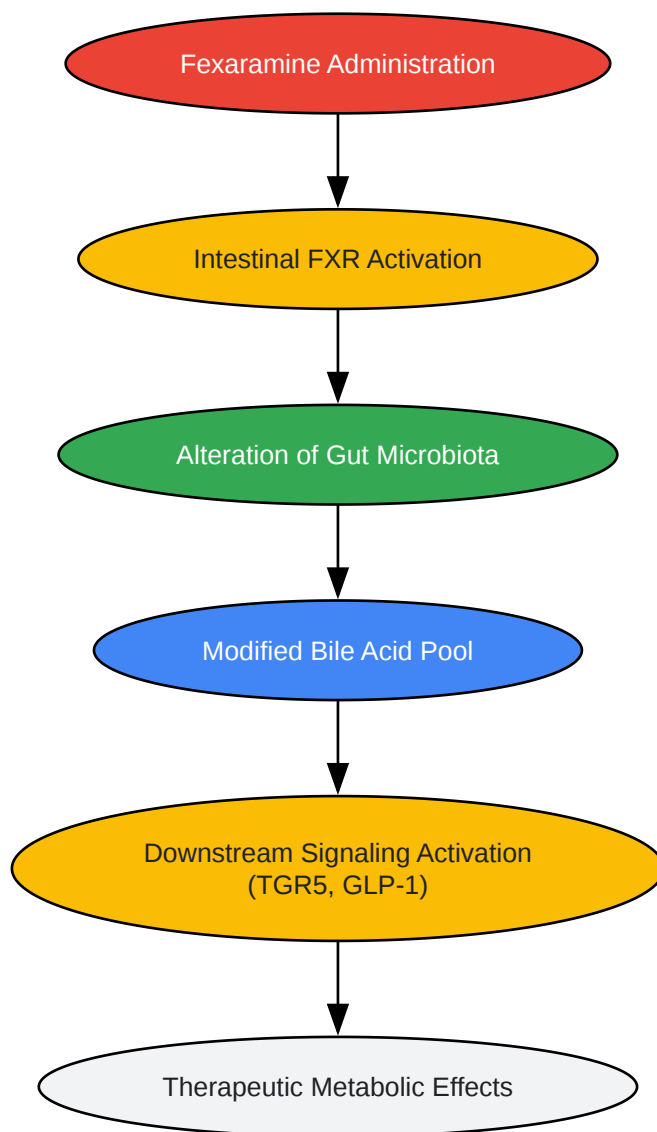 Fexaramine Administration
Intestinal FXR Activation
Alteration of Gut Microbiota
Modified Bile Acid Pool
Downstream Signaling Activation
(TGR5, GLP-1)
Therapeutic Metabolic Effects